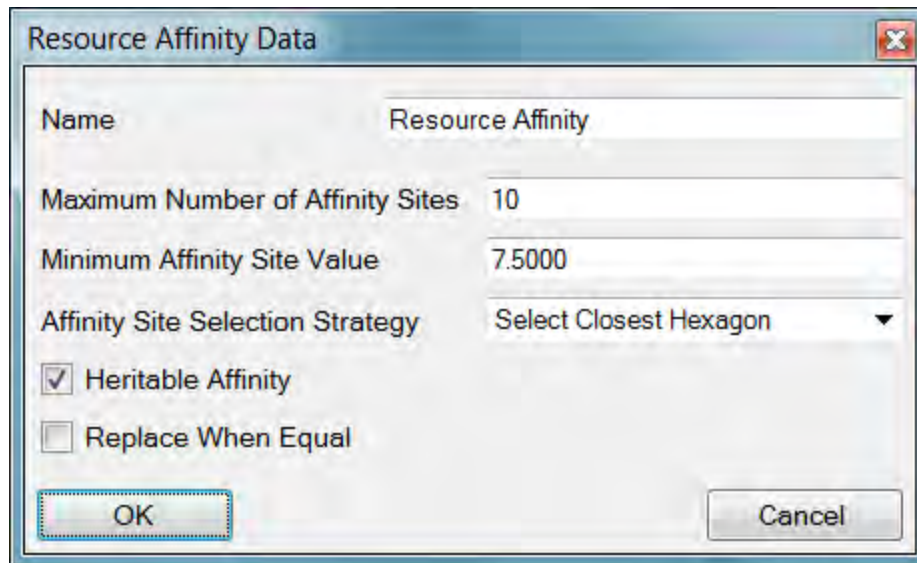 Resource Affinity Data
Name Resource Affinity
Maximum Number of Affinity Sites 10
Minimum Affinity Site Value 7.5000
Affinity Site Selection Strategy Select Closest Hexagon
Heritable Affinity
Replace When Equal
OK Cancel